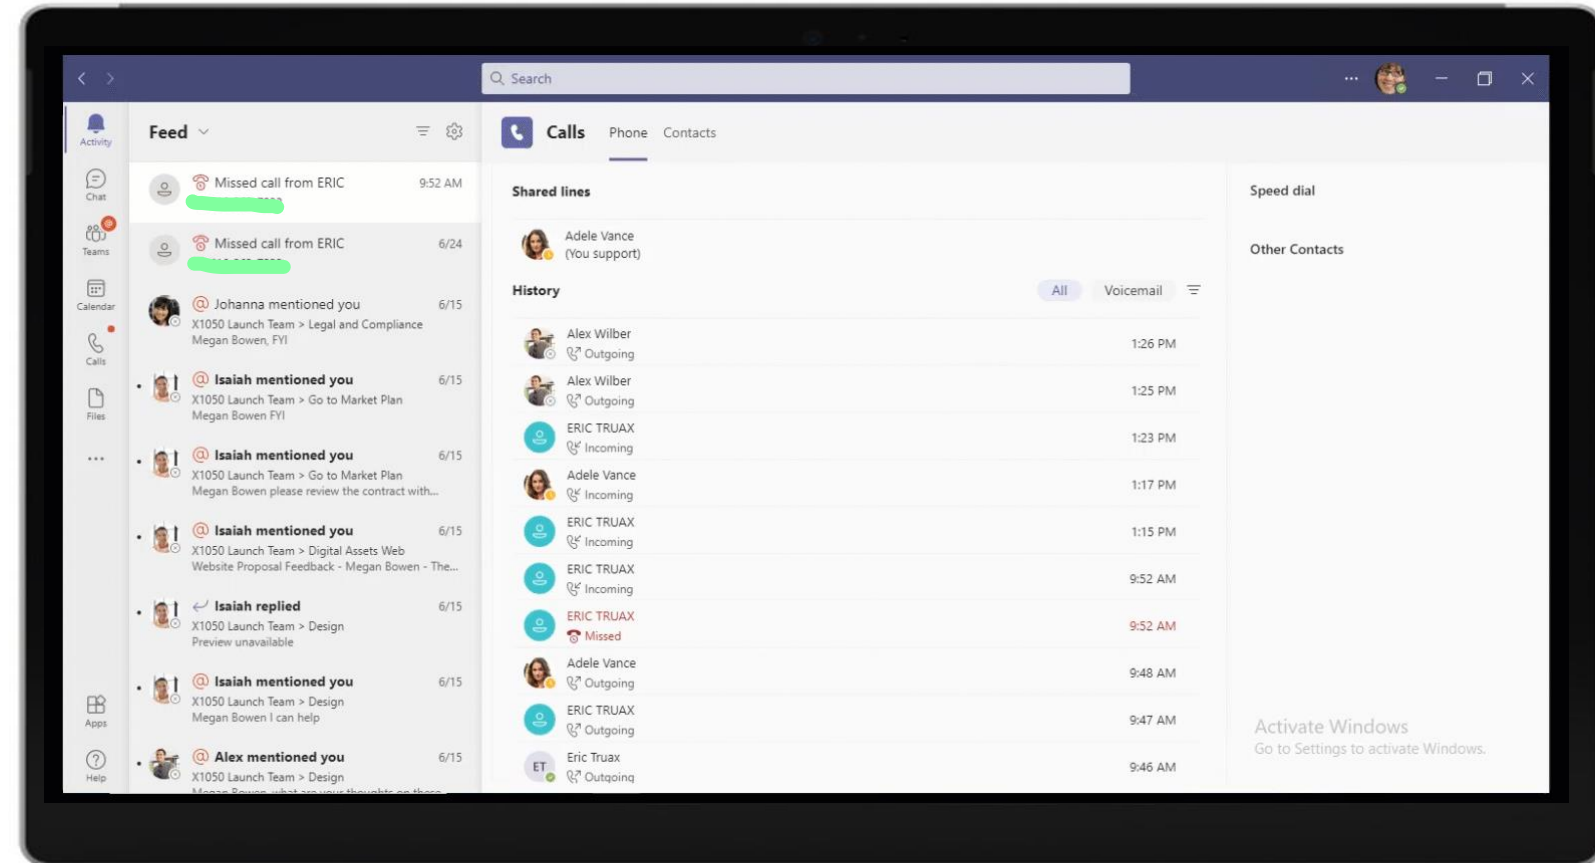 Search
Activity
Chat
Teams
Calendar
Calls
Files
Apps
Help
Feed
Missed call from ERIC 9:52 AM
Missed call from ERIC 6/24
@ Johanna mentioned you 6/15
X1050 Launch Team > Legal and Compliance
Megan Bowen, FYI
@ Isaiah mentioned you 6/15
X1050 Launch Team > Go to Market Plan
Megan Bowen FYI
@ Isaiah mentioned you 6/15
X1050 Launch Team > Go to Market Plan
Megan Bowen please review the contract with...
@ Isaiah mentioned you 6/15
X1050 Launch Team > Digital Assets Web
Website Proposal Feedback - Megan Bowen - The...
Isaiah replied 6/15
X1050 Launch Team > Design
Preview unavailable
@ Isaiah mentioned you 6/15
X1050 Launch Team > Design
Megan Bowen I can help
@ Alex mentioned you 6/15
X1050 Launch Team > Design
Megan Bowen, what are your thoughts on these
Calls Phone Contacts
Shared lines
Adele Vance
(You support)
History All Voicemail
Alex Wilber
Outgoing 1:26 PM
Alex Wilber
Outgoing 1:25 PM
ERIC TRUAX
Incoming 1:23 PM
Adele Vance
Incoming 1:17 PM
ERIC TRUAX
Incoming 1:15 PM
ERIC TRUAX
Incoming 9:52 AM
ERIC TRUAX
Missed 9:52 AM
Adele Vance
Outgoing 9:48 AM
ERIC TRUAX
Outgoing 9:47 AM
ET
Eric Truax
Outgoing 9:46 AM
Speed dial
Other Contacts
Activate Windows
Go to Settings to activate Windows.